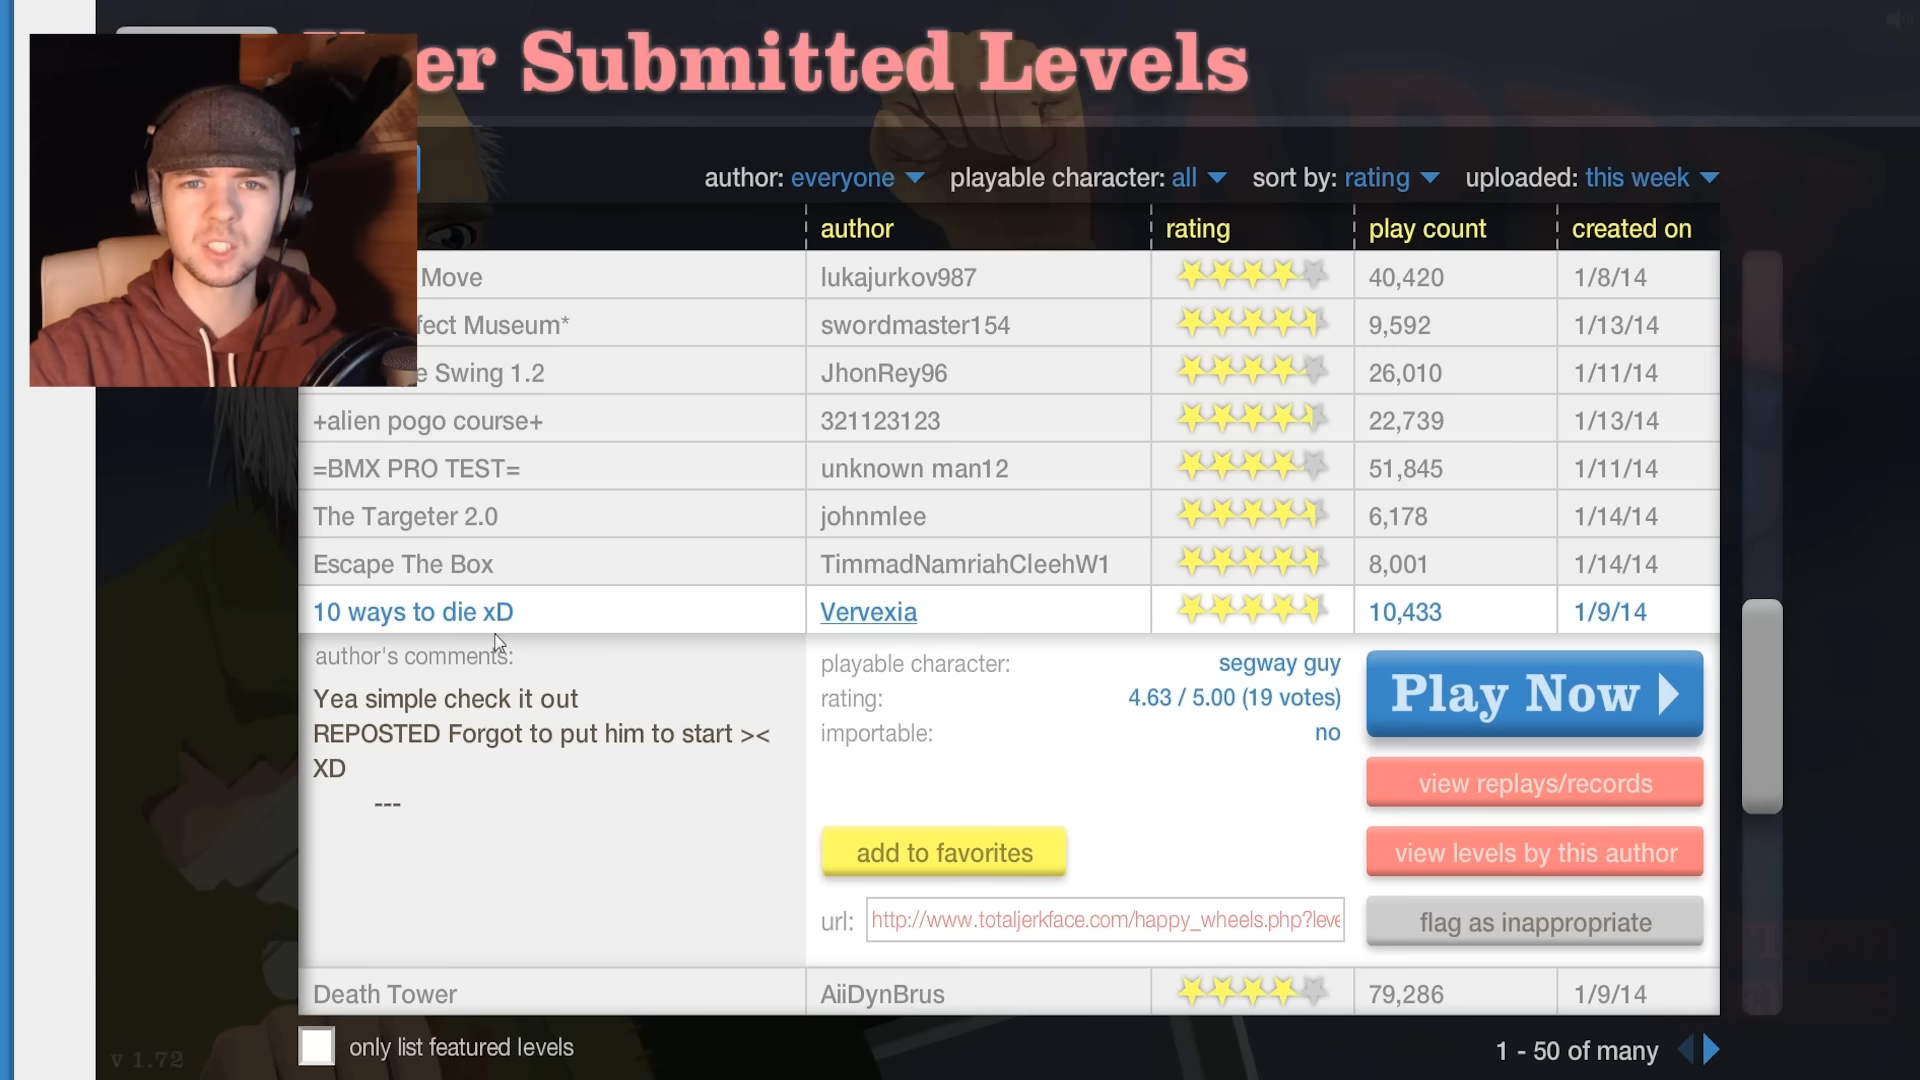 er Submitted Levels
author: everyone playable character: all sort by: rating uploaded: this week
author rating play count created on
Move lukajurkov987 40,420 1/8/14
fect Museum* swordmaster154 9,592 1/13/14
e Swing 1.2 JhonRey96 26,010 1/11/14
+alien pogo course+ 321123123 22,739 1/13/14
=BMX PRO TEST= unknown man12 51,845 1/11/14
The Targeter 2.0 johnmlee 6,178 1/14/14
Escape The Box TimmadNamriahCleehW1 8,001 1/14/14
10 ways to die xD Vervexia 10,433 1/9/14
author's comments:
Yea simple check it out
REPOSTED Forgot to put him to start ><
XD
---
playable character: segway guy
rating: 4.63 / 5.00 (19 votes)
importable: no
add to favorites
url: http://www.totaljerkface.com/happy_wheels.php?leve
Play Now
view replays/records
view levels by this author
flag as inappropriate
Death Tower AiiDynBrus 79,286 1/9/14
only list featured levels
1 - 50 of many
v 1.72